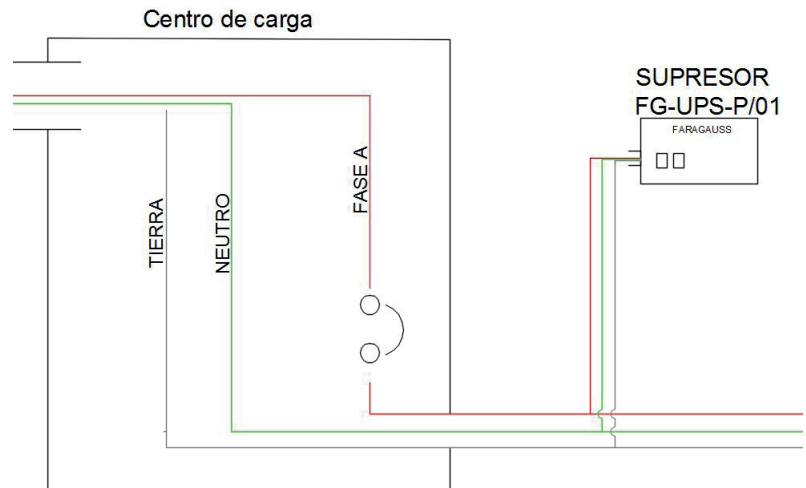 Centro de carga
SUPRESOR
FG-UPS-P/01
FARAGAUSS
TIERRA
NEUTRO
FASE A